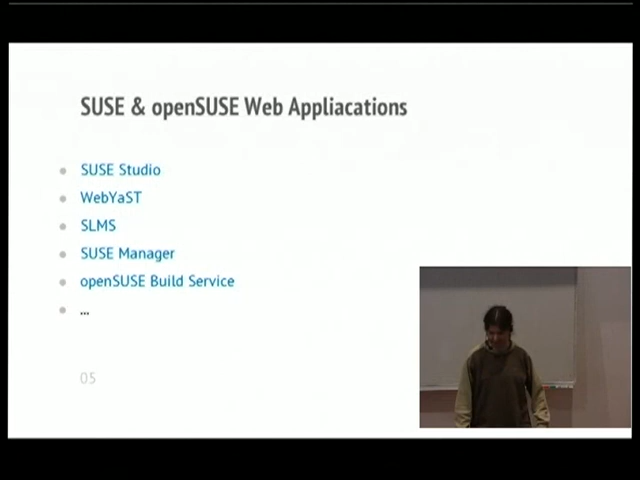 SUSE & openSUSE Web Appliacations
SUSE Studio
WebYaST
SLMS
SUSE Manager
openSUSE Build Service
...
05